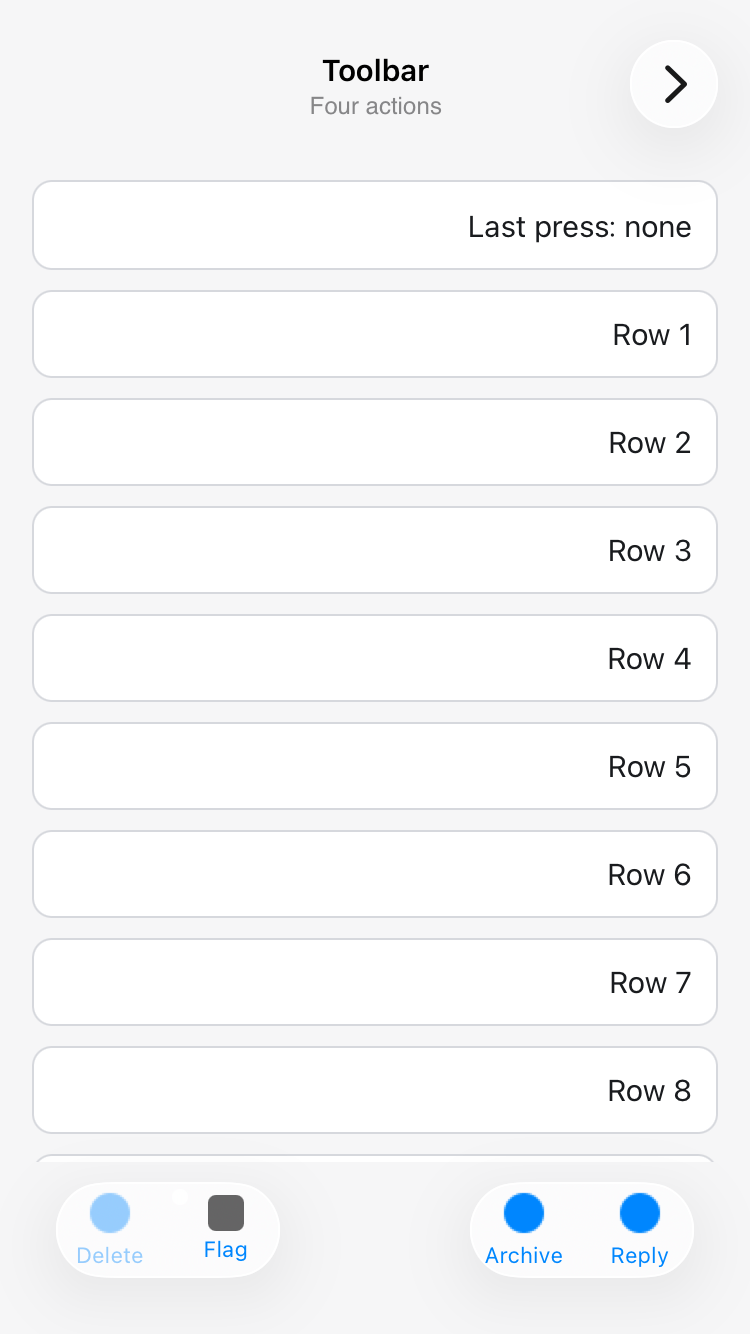 Toolbar
Four actions
Last press: none
Row 1
Row 2
Row 3
Row 4
Row 5
Row 6
Row 7
Row 8
Delete
Flag
Archive
Reply